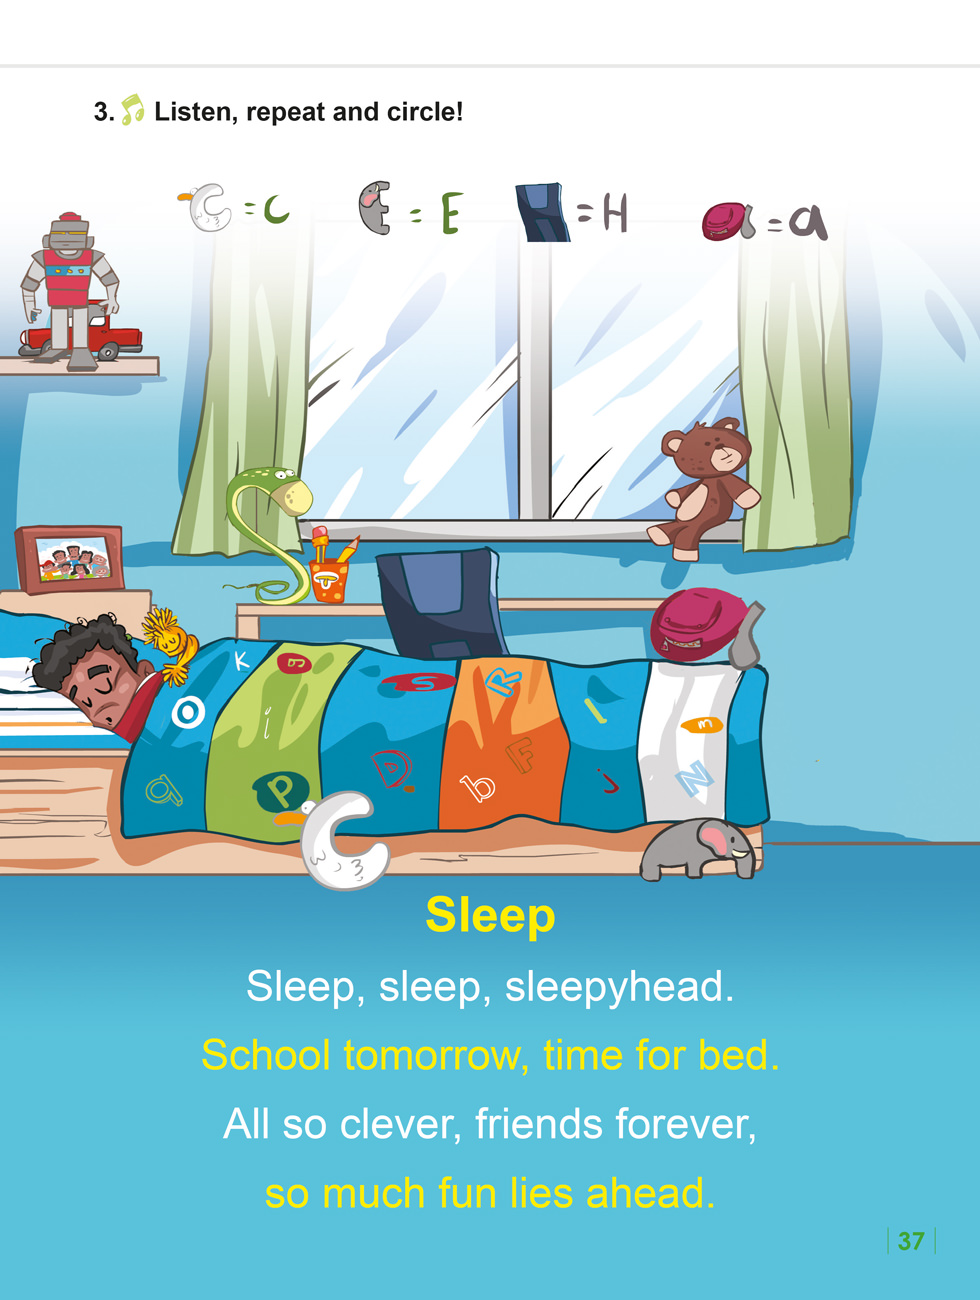 3. Listen, repeat and circle!
=C =E =H =a
K g
O i S R
m
q P D b F j N
Sleep
Sleep, sleep, sleepyhead.
School tomorrow, time for bed.
All so clever, friends forever,
so much fun lies ahead.
37